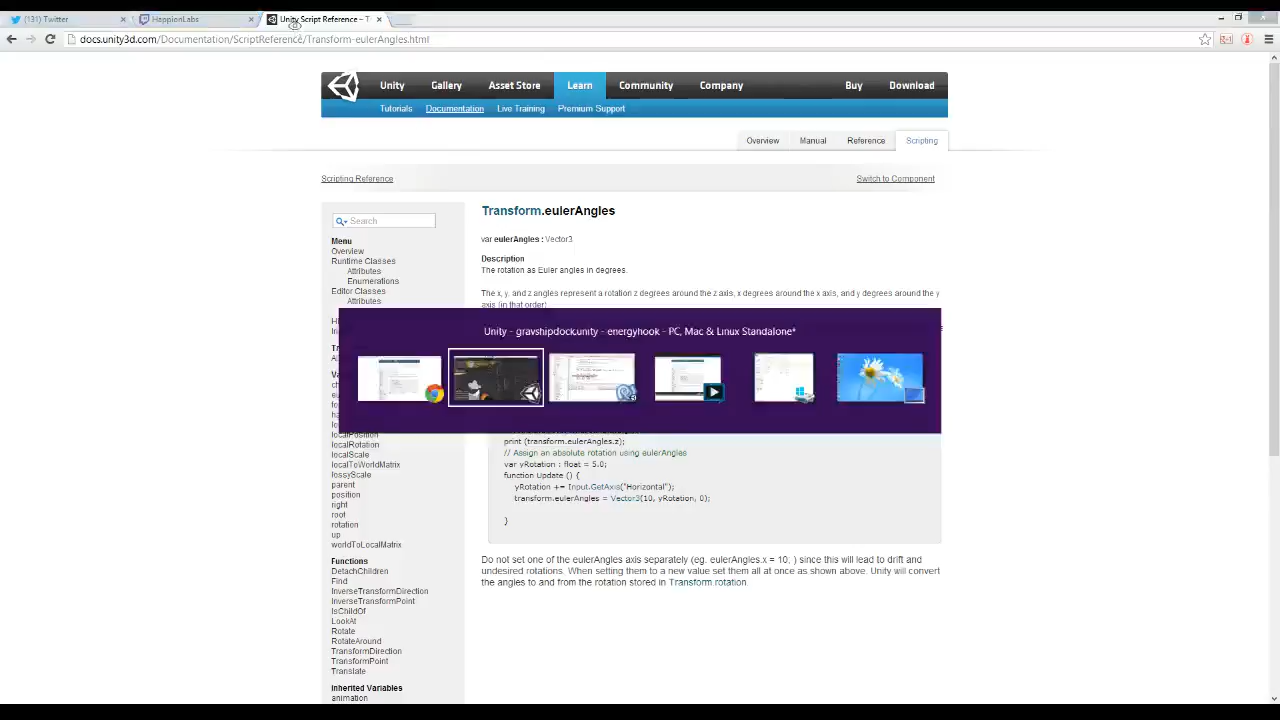 (131) Twitter
HappionLabs
Unity Script Reference – T
docs.unity3d.com/Documentation/ScriptReference/Transform-eulerAngles.html
Unity Gallery Asset Store Learn Community Company Buy Download
Tutorials Documentation Live Training Premium Support
Overview Manual Reference Scripting
Scripting Reference
Switch to Component
Search
Menu
Overview
Runtime Classes
Attributes
Enumerations
Editor Classes
Attributes
Transform.eulerAngles
var eulerAngles : Vector3
Description
The rotation as Euler angles in degrees.
The x, y, and z angles represent a rotation z degrees around the z axis, x degrees around the x axis, and y degrees around the y
axis (in that order).
Unity - gravshipdock.unity - energyhook - PC, Mac & Linux Standalone*
localPosition
localRotation
localScale
localToWorldMatrix
lossyScale
parent
position
right
root
rotation
up
worldToLocalMatrix
Functions
DetachChildren
Find
InverseTransformDirection
InverseTransformPoint
IsChildOf
LookAt
Rotate
RotateAround
TransformDirection
TransformPoint
Translate
Inherited Variables
animation
print (transform.eulerAngles.z);
// Assign an absolute rotation using eulerAngles
var yRotation : float = 5.0;
function Update () {
yRotation += Input.GetAxis("Horizontal");
transform.eulerAngles = Vector3(10, yRotation, 0);
}
Do not set one of the eulerAngles axis separately (eg. eulerAngles.x = 10; ) since this will lead to drift and
undesired rotations. When setting them to a new value set them all at once as shown above. Unity will convert
the angles to and from the rotation stored in Transform.rotation.